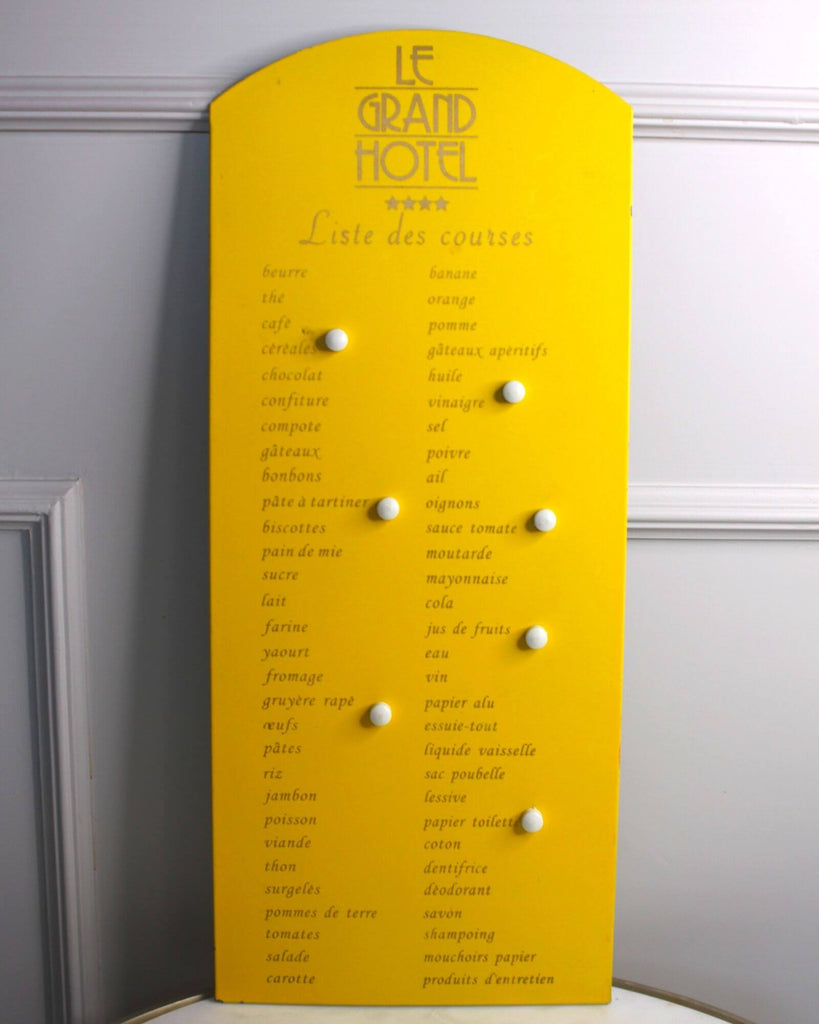 LE
GRAND
HOTEL
★★★★
Liste des courses
beurre
thé
café
céréales
chocolat
confiture
compote
gâteaux
bonbons
pâte à tartiner
biscottes
pain de mie
sucre
lait
farine
yaourt
fromage
gruyère rapè
œufs
pâtes
riz
jambon
poisson
viande
thon
surgelès
pommes de terre
tomates
salade
carotte
banane
orange
pomme
gâteaux apèritifs
huile
vinaigre
sel
poivre
ail
oignons
sauce tomate
moutarde
mayonnaise
cola
jus de fruits
eau
vin
papier alu
essuie-tout
liquide vaisselle
sac poubelle
lessive
papier toilette
coton
dentifrice
dèodorant
savon
shampoing
mouchoirs papier
produits d'entretien